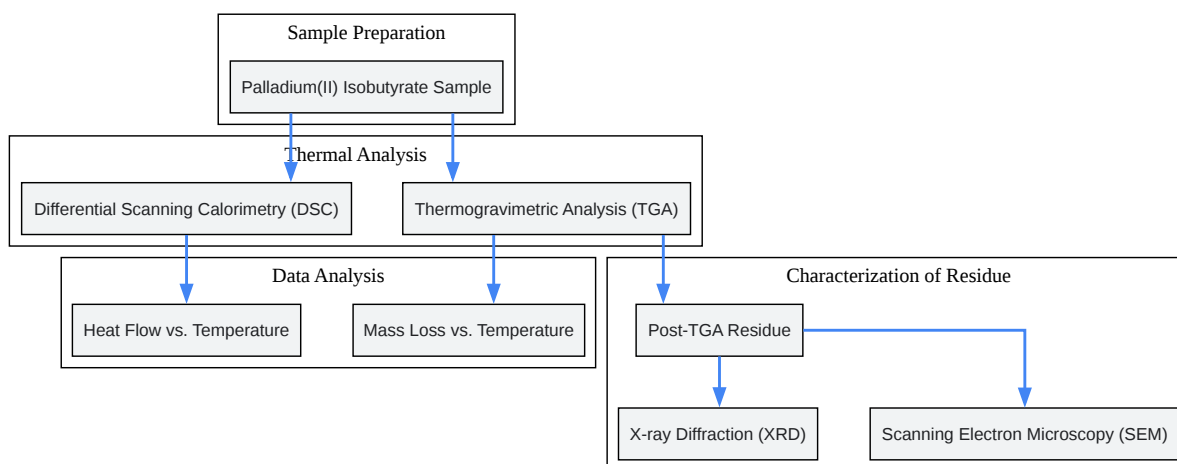 Sample Preparation
Palladium(II) Isobutyrate Sample
Thermal Analysis
Differential Scanning Calorimetry (DSC)
Thermogravimetric Analysis (TGA)
Data Analysis
Characterization of Residue
Heat Flow vs. Temperature
Mass Loss vs. Temperature
Post-TGA Residue
X-ray Diffraction (XRD)
Scanning Electron Microscopy (SEM)